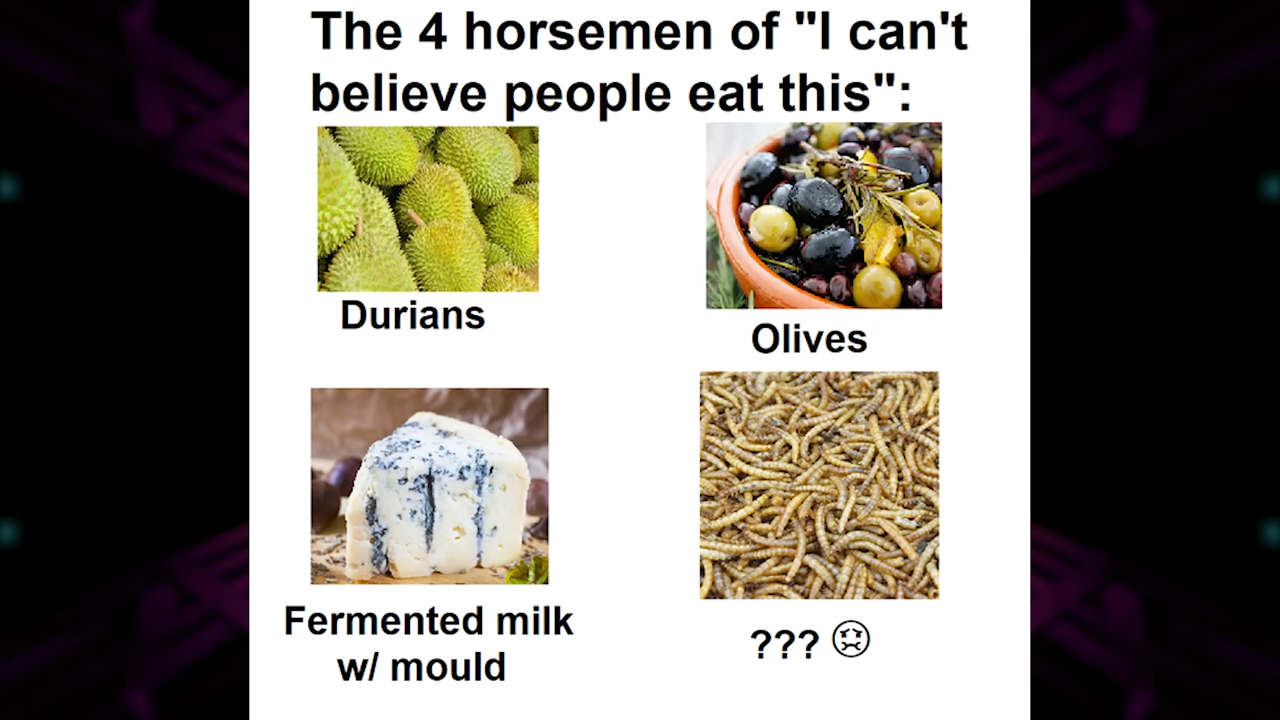 The 4 horsemen of "I can't
believe people eat this":
Durians
Olives
Fermented milk
w/ mould
??? 😣